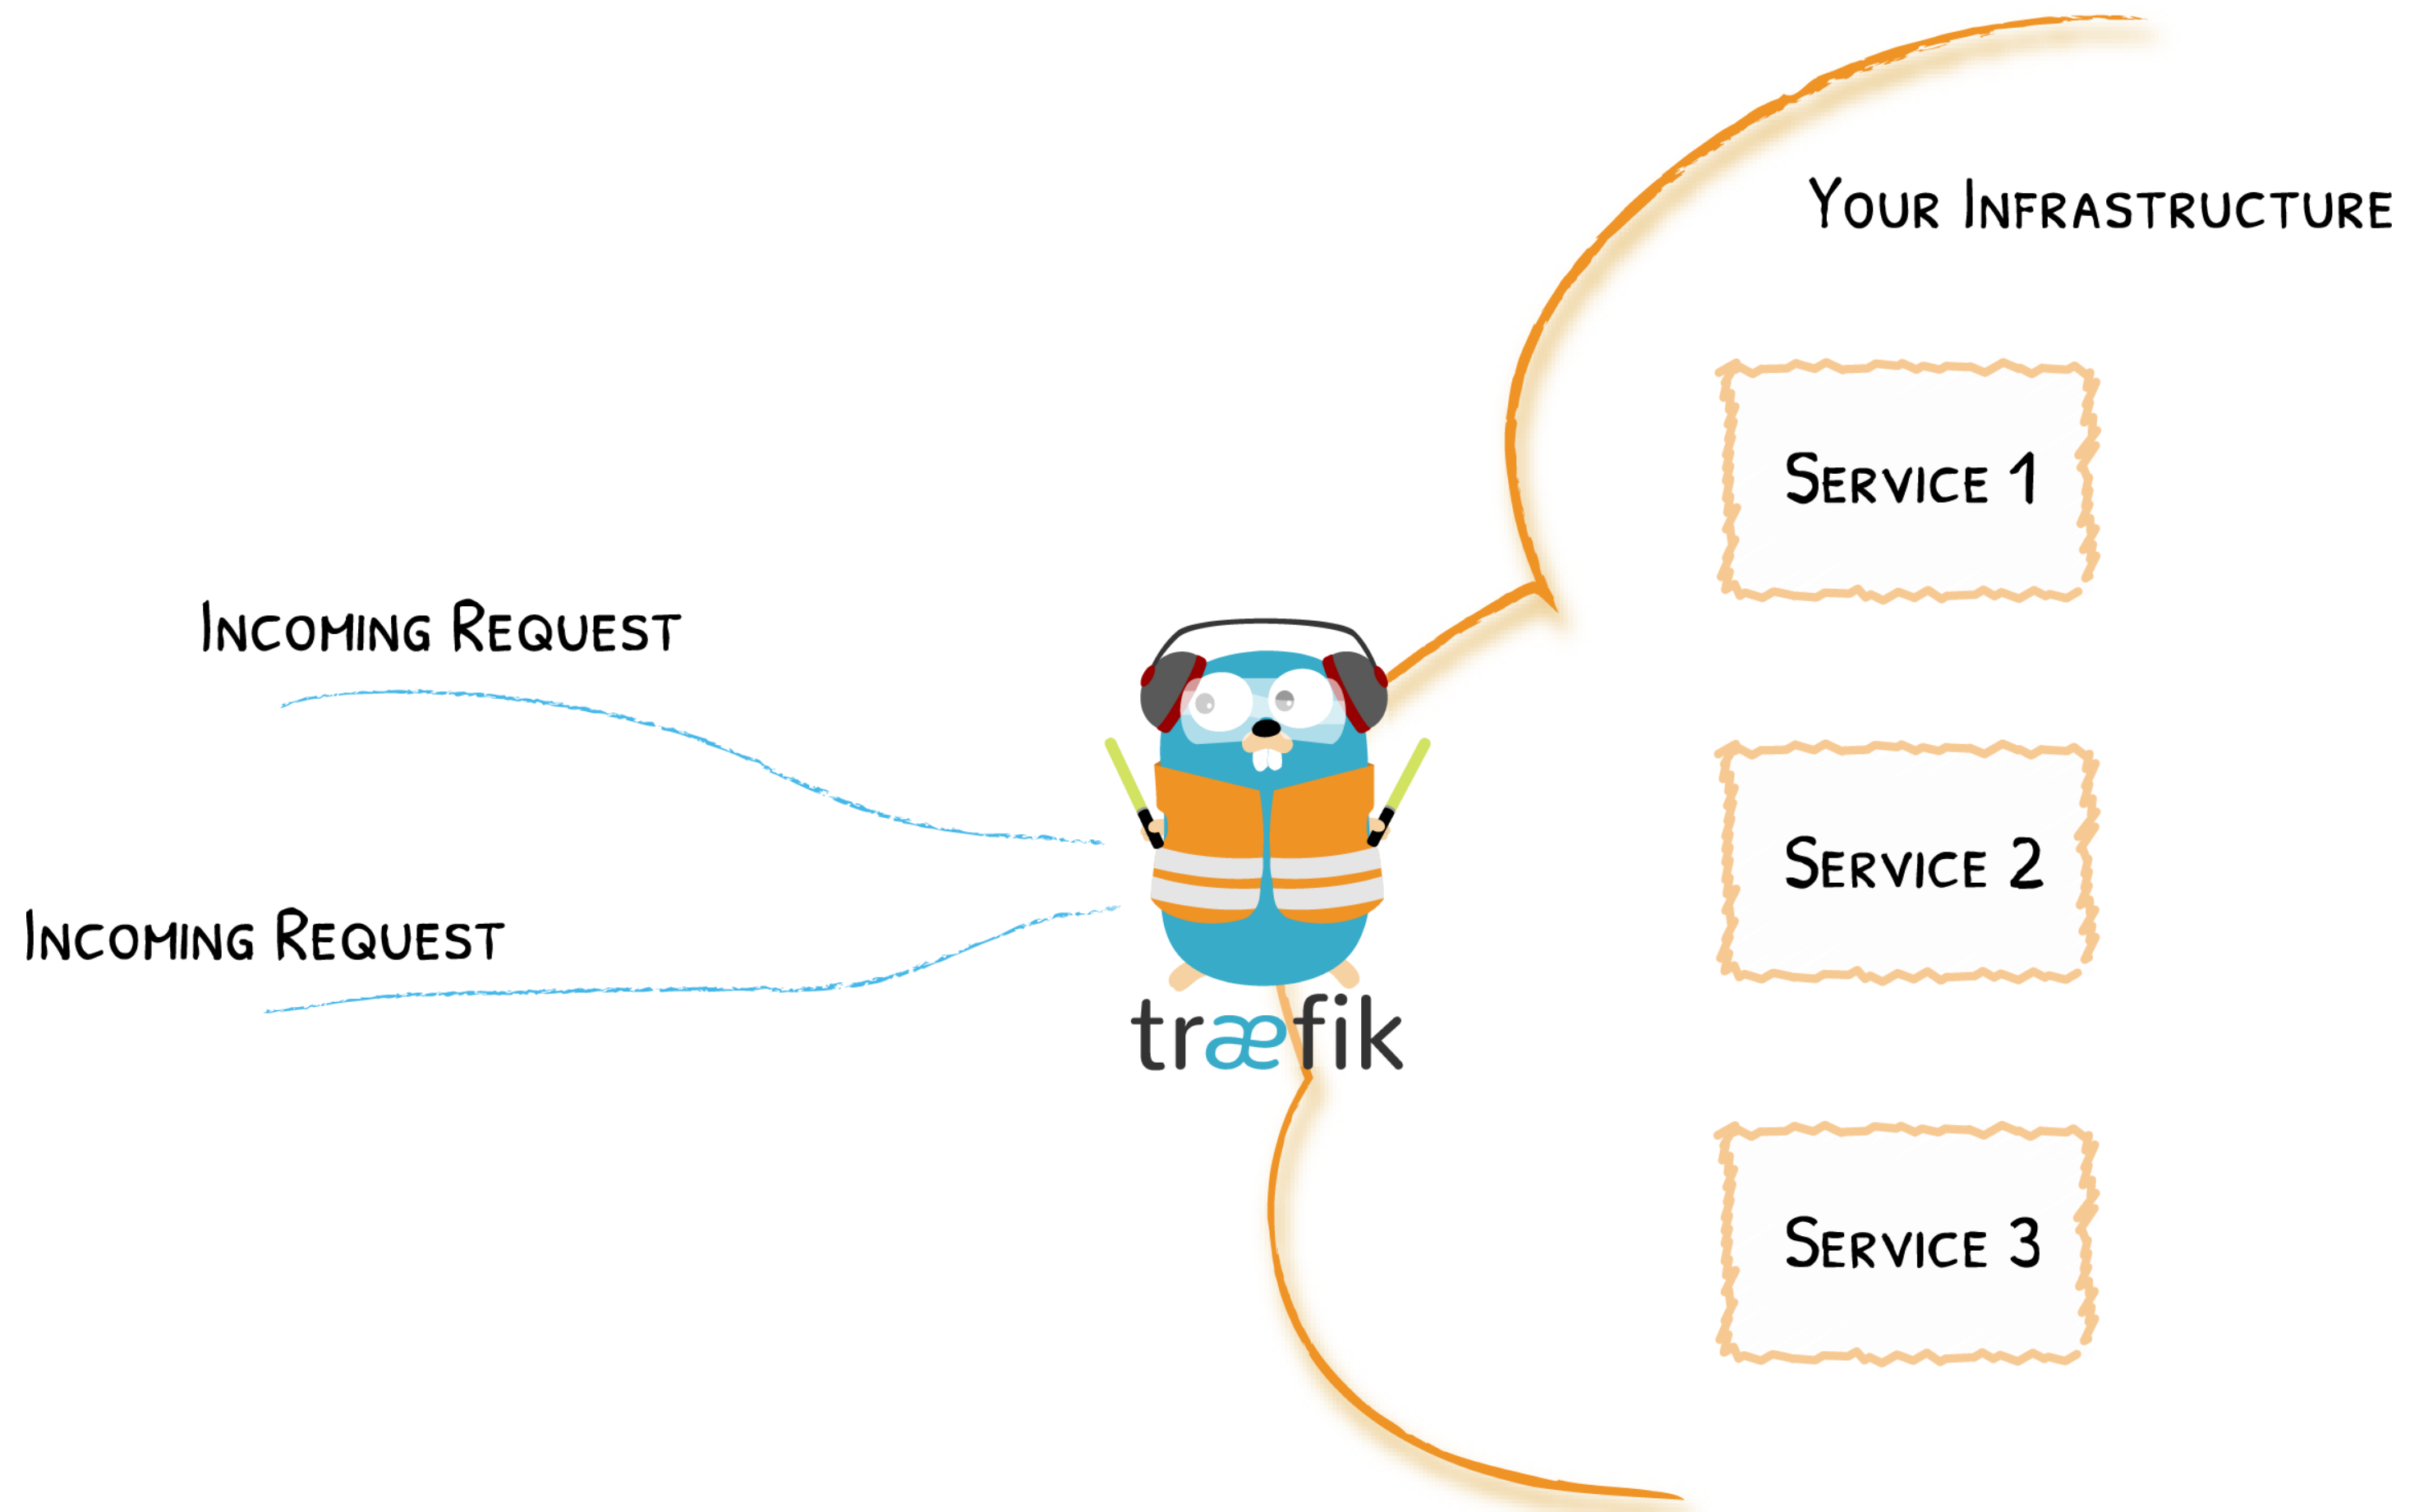 Your Infrastructure
Service 1
Incoming Request
Service 2
Incoming Request
træfik
Service 3